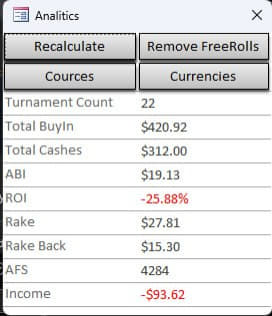 Analitics
Recalculate Remove FreeRolls
Cources Currencies
Turnament Count 22
Total BuyIn $420.92
Total Cashes $312.00
ABI $19.13
ROI -25.88%
Rake $27.81
Rake Back $15.30
AFS 4284
Income -$93.62